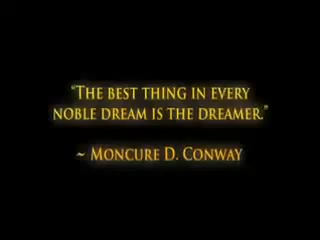 "The best thing in every
noble dream is the dreamer."
~ Moncure D. Conway